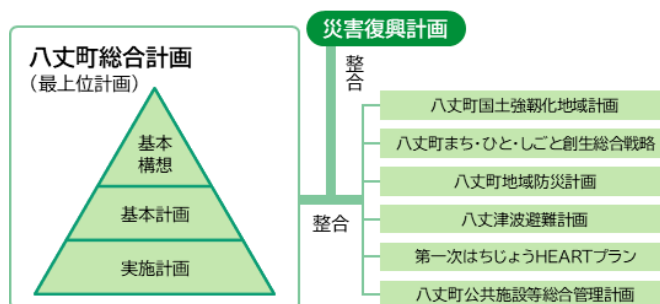 災害復興計画
八丈町総合計画
（最上位計画）
基本
構想
基本計画
実施計画
整合
整合
八丈町国土強靱化地域計画
八丈町まち・ひと・しごと創生総合戦略
八丈町地域防災計画
八丈津波避難計画
第一次はちじょうHEARTプラン
八丈町公共施設等総合管理計画